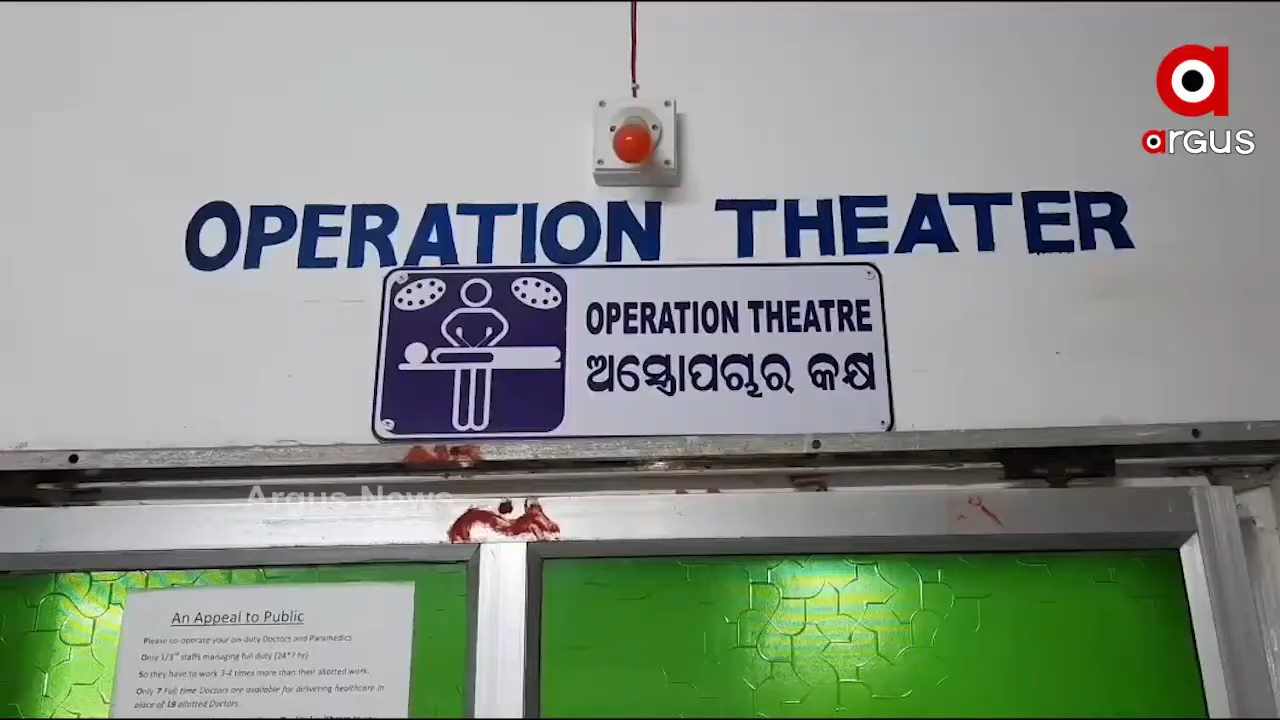 argus
OPERATION THEATER
OPERATION THEATRE
ଅସ୍ତ୍ରୋପଚାର କକ୍ଷ
Argus News
An Appeal to Public
Please co-operate your on-duty Doctors and Paramedics
Only 1/3rd staffs managing full duty (24*7 hr)
So they have to work 3-4 times more than their allotted work.
Only 7 Full time Doctors are available for delivering healthcare in
place of 19 allotted Doctors.